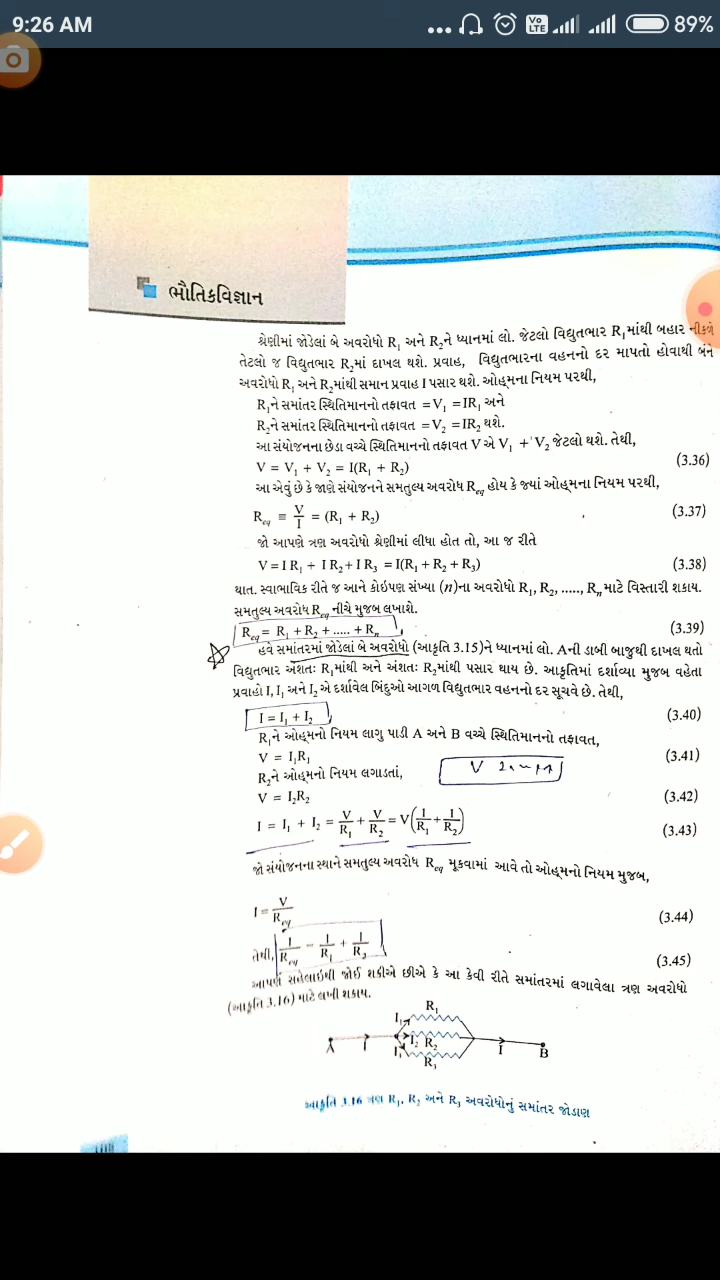 9:26 AM
... Vo LTE 89%
ભૌતિકવિજ્ઞાન
શ્રેણીમાં જોડેલાં બે અવરોધો R₁ અને R₂ને ધ્યાનમાં લો. જેટલો વિદ્યુતભાર R₁માંથી બહાર નીકળે
તેટલો જ વિદ્યુતભાર R₂માં દાખલ થશે. પ્રવાહ, વિદ્યુતભારના વહનનો દર માપતો હોવાથી બંને
અવરોધો R₁ અને R₂માંથી સમાન પ્રવાહ I પસાર થશે. ઓહ્‌મના નિયમ પરથી,
R₁ને સમાંતર સ્થિતિમાનનો તફાવત = V₁ = IR₁ અને
R₂ને સમાંતર સ્થિતિમાનનો તફાવત = V₂ = IR₂ થશે.
આ સંયોજનના છેડા વચ્ચે સ્થિતિમાનનો તફાવત V એ V₁ + V₂ જેટલો થશે. તેથી,
V = V₁ + V₂ = I(R₁ + R₂) (3.36)
આ એવું છે કે જાણે સંયોજનને સમતુલ્ય અવરોધ R_eq હોય કે જ્યાં ઓહ્‌મના નિયમ પરથી,
R_eq ≡ V/I = (R₁ + R₂) (3.37)
જો આપણે ત્રણ અવરોધો શ્રેણીમાં લીધા હોત તો, આ જ રીતે
V = I R₁ + I R₂ + I R₃ = I(R₁ + R₂ + R₃) (3.38)
થાત. સ્વાભાવિક રીતે જ આને કોઈપણ સંખ્યા (n)ના અવરોધો R₁, R₂, ....., Rₙ માટે વિસ્તારી શકાય.
સમતુલ્ય અવરોધ R_eq નીચે મુજબ લખાશે.
R_eq = R₁ + R₂ + ..... + Rₙ (3.39)
હવે સમાંતરમાં જોડેલાં બે અવરોધો (આકૃતિ 3.15)ને ધ્યાનમાં લો. Aની ડાબી બાજુથી દાખલ થતો
વિદ્યુતભાર અંશતઃ R₁માંથી અને અંશતઃ R₂માંથી પસાર થાય છે. આકૃતિમાં દર્શાવ્યા મુજબ વહેતા
પ્રવાહો I, I₁ અને I₂ એ દર્શાવેલ બિંદુઓ આગળ વિદ્યુતભાર વહનનો દર સૂચવે છે. તેથી,
I = I₁ + I₂ (3.40)
R₁ને ઓહ્‌મનો નિયમ લાગુ પાડી A અને B વચ્ચે સ્થિતિમાનનો તફાવત,
V = I₁R₁ (3.41)
R₂ને ઓહ્‌મનો નિયમ લગાડતાં,
V
V = I₂R₂ (3.42)
I = I₁ + I₂ = V/R₁ + V/R₂ = V(1/R₁ + 1/R₂) (3.43)
જો સંયોજનના સ્થાને સમતુલ્ય અવરોધ R_eq મૂકવામાં આવે તો ઓહ્‌મનો નિયમ મુજબ,
I = V/R_eq (3.44)
તેથી, 1/R_eq = 1/R₁ + 1/R₂ (3.45)
આપણે સહેલાઇથી જોઈ શકીએ છીએ કે આ કેવી રીતે સમાંતરમાં લગાવેલા ત્રણ અવરોધો
(આકૃતિ 3.16) માટે લખી શકાય.
R₁
I₁
A I I₂ R₂ I B
I₃
R₃
આકૃતિ 3.16 ત્રણ R₁, R₂ અને R₃ અવરોધોનું સમાંતર જોડાણ